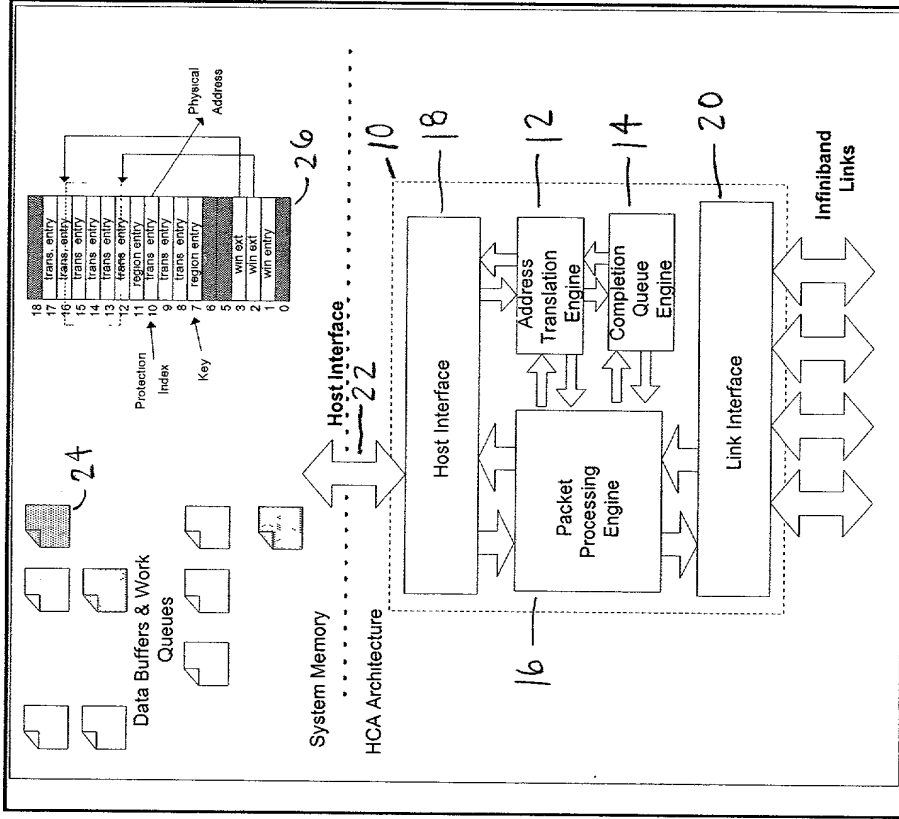 24
Data Buffers & Work
Queues
18
17 trans. entry
16 trans. entry
15 trans entry
14 trans entry
13 trans entry
12 trans entry
11 region entry
10 trans entry
9 trans entry
8 trans entry
7 region entry
6
5
3 win ext
2 win ext
1 win entry
0
Protection
Index
Key
Physical
Address
26
System Memory
HCA Architecture
Host Interface
22
10
Host Interface
18
Address
Translation
Engine
12
Completion
Queue
Engine
14
Packet
Processing
Engine
16
Link Interface
20
Infiniband
Links